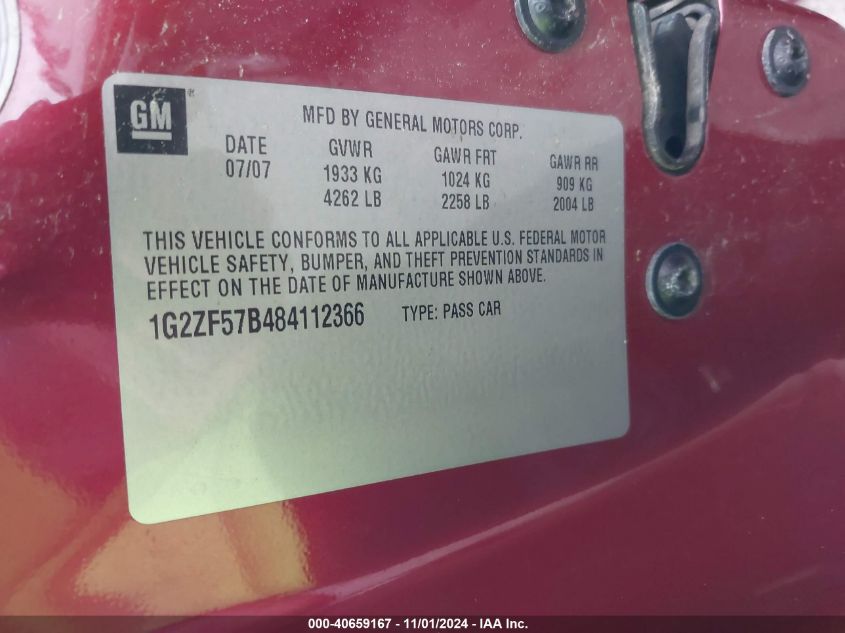 GM ®
MFD BY GENERAL MOTORS CORP.
DATE GVWR GAWR FRT GAWR RR
07/07 1933 KG 1024 KG 909 KG
4262 LB 2258 LB 2004 LB
THIS VEHICLE CONFORMS TO ALL APPLICABLE U.S. FEDERAL MOTOR
VEHICLE SAFETY, BUMPER, AND THEFT PREVENTION STANDARDS IN
EFFECT ON THE DATE OF MANUFACTURE SHOWN ABOVE.
1G2ZF57B484112366 TYPE: PASS CAR
000-40659167 - 11/01/2024 - IAA Inc.